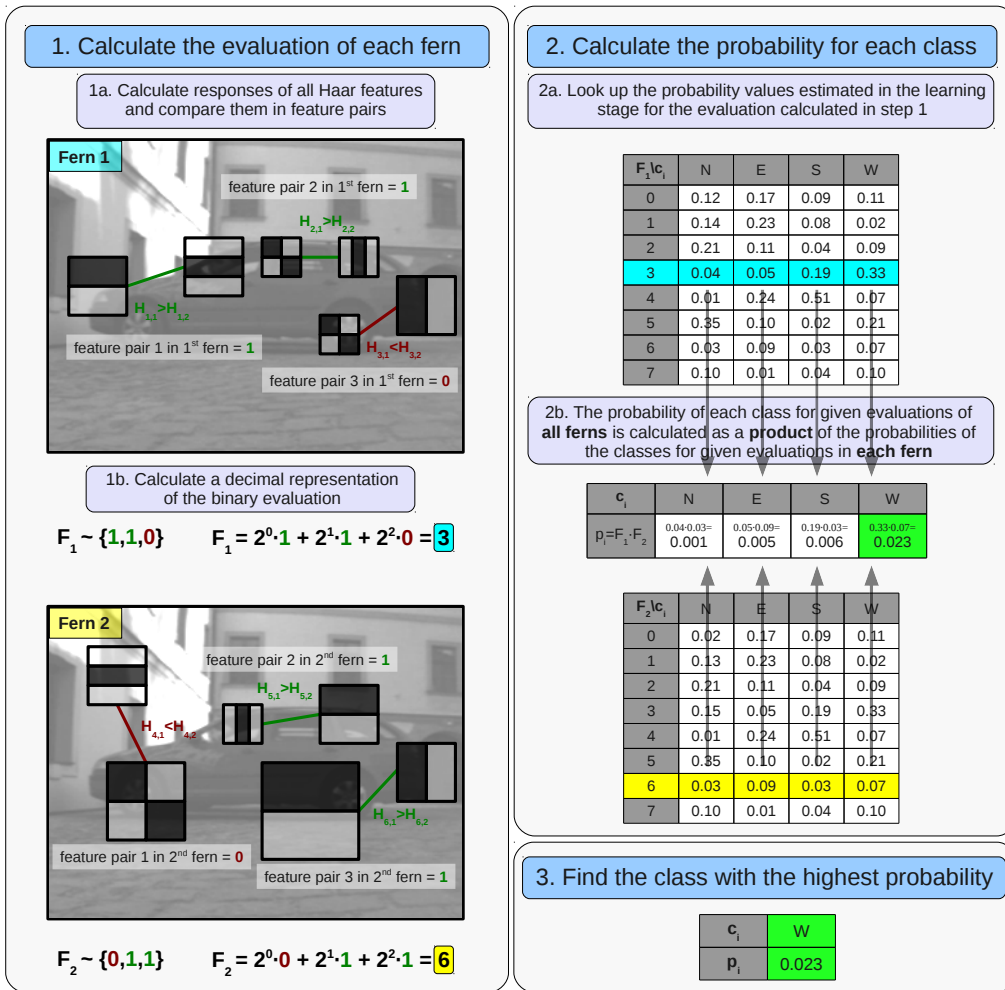 1. Calculate the evaluation of each fern
1a. Calculate responses of all Haar features
and compare them in feature pairs
Fern 1
feature pair 2 in 1st fern = 1
H2,1>H2,2
H1,1>H1,2
feature pair 1 in 1st fern = 1
H3,1<H3,2
feature pair 3 in 1st fern = 0
1b. Calculate a decimal representation
of the binary evaluation
F1 ~ {1,1,0} F1 = 2⁰·1 + 2¹·1 + 2²·0 = 3
Fern 2
feature pair 2 in 2nd fern = 1
H5,1>H5,2
H4,1<H4,2
H6,1>H6,2
feature pair 1 in 2nd fern = 0
feature pair 3 in 2nd fern = 1
F2 ~ {0,1,1} F2 = 2⁰·0 + 2¹·1 + 2²·1 = 6
2. Calculate the probability for each class
2a. Look up the probability values estimated in the learning
stage for the evaluation calculated in step 1
F1\ci N E S W
0 0.12 0.17 0.09 0.11
1 0.14 0.23 0.08 0.02
2 0.21 0.11 0.04 0.09
3 0.04 0.05 0.19 0.33
4 0.01 0.24 0.51 0.07
5 0.35 0.10 0.02 0.21
6 0.03 0.09 0.03 0.07
7 0.10 0.01 0.04 0.10
2b. The probability of each class for given evaluations of
all ferns is calculated as a product of the probabilities of
the classes for given evaluations in each fern
ci N E S W
pi=F1·F2 0.04·0.03= 0.05·0.09= 0.19·0.03= 0.33·0.07=
0.001 0.005 0.006 0.023
F2\ci N E S W
0 0.02 0.17 0.09 0.11
1 0.13 0.23 0.08 0.02
2 0.21 0.11 0.04 0.09
3 0.15 0.05 0.19 0.33
4 0.01 0.24 0.51 0.07
5 0.35 0.10 0.02 0.21
6 0.03 0.09 0.03 0.07
7 0.10 0.01 0.04 0.10
3. Find the class with the highest probability
ci W
pi 0.023